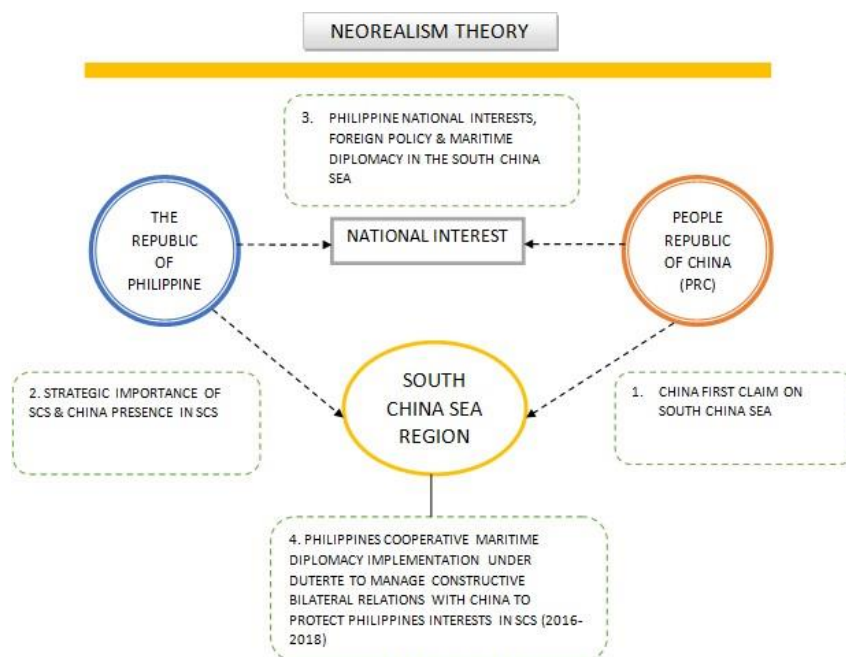 NEOREALISM THEORY
3. PHILIPPINE NATIONAL INTERESTS,
FOREIGN POLICY & MARITIME
DIPLOMACY IN THE SOUTH CHINA
SEA
THE
REPUBLIC
OF
PHILIPPINE
NATIONAL INTEREST
PEOPLE
REPUBLIC
OF CHINA
(PRC)
2. STRATEGIC IMPORTANCE OF
SCS & CHINA PRESENCE IN SCS
SOUTH
CHINA SEA
REGION
1. CHINA FIRST CLAIM ON
SOUTH CHINA SEA
4. PHILIPPINES COOPERATIVE MARITIME
DIPLOMACY IMPLEMENTATION UNDER
DUTERTE TO MANAGE CONSTRUCTIVE
BILATERAL RELATIONS WITH CHINA TO
PROTECT PHILIPPINES INTERESTS IN SCS (2016-
2018)